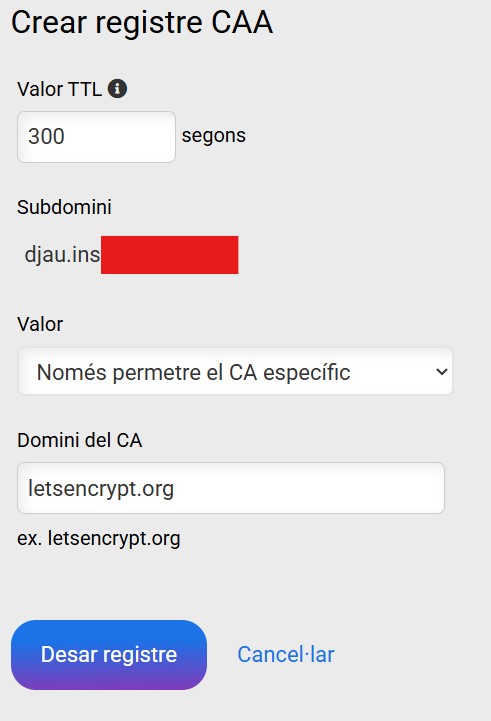 Crear registre CAA
Valor TTL
300 segons
Subdomini
djau.ins
Valor
Només permetre el CA específic
Domini del CA
letsencrypt.org
ex. letsencrypt.org
Desar registre Cancel·lar